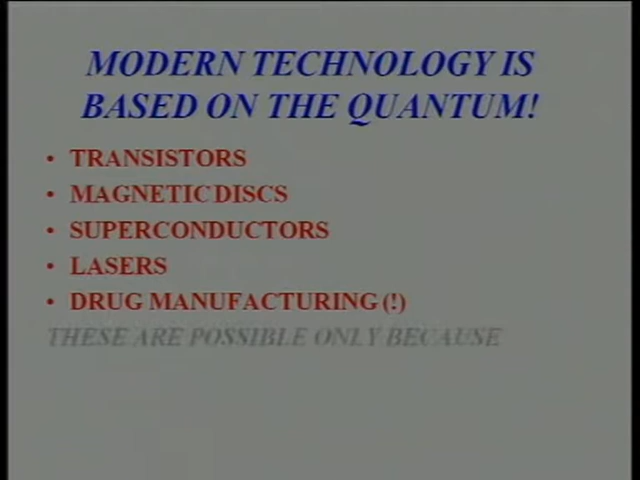 MODERN TECHNOLOGY IS
BASED ON THE QUANTUM!
• TRANSISTORS
• MAGNETIC DISCS
• SUPERCONDUCTORS
• LASERS
• DRUG MANUFACTURING (!)
THESE ARE POSSIBLE ONLY BECAUSE